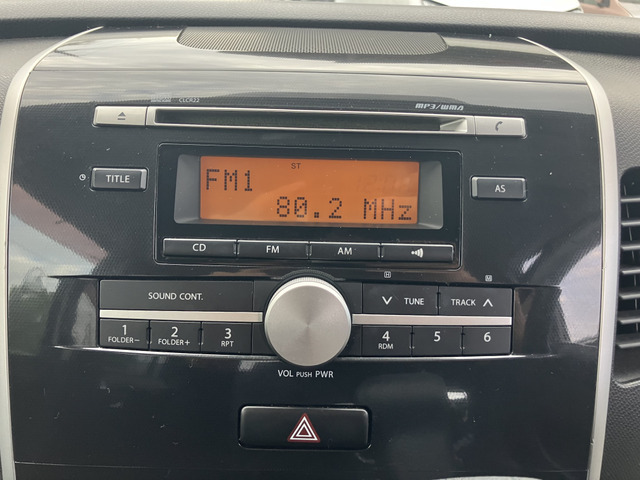 CLCR22
MP3/WMA
TITLE
ST
FM1
80.2 MHz
AS
CD FM AM
H M
SOUND CONT. TUNE TRACK
1 2 3 4 5 6
FOLDER− FOLDER+ RPT RDM
VOL PUSH PWR